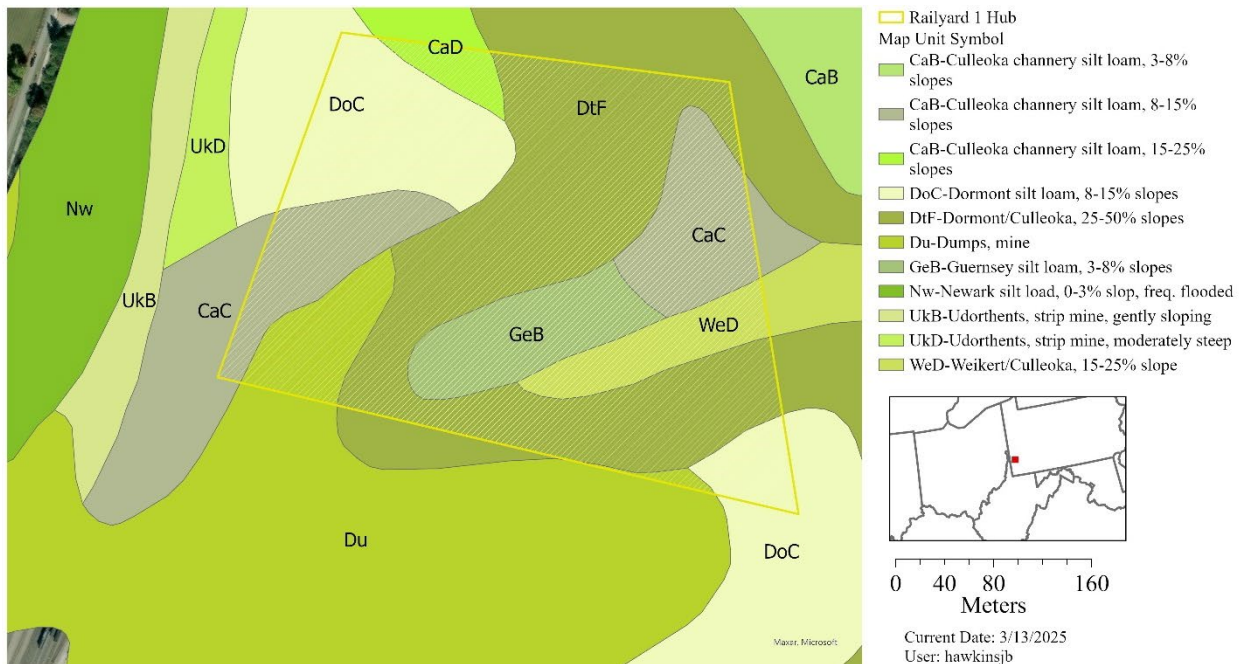 CaD
CaB
DoC
DtF
UkD
Nw
CaC
UkB
CaC
WeD
GeB
Du
DoC
Maxar, Microsoft
Railyard 1 Hub
Map Unit Symbol
CaB-Culleoka channery silt loam, 3-8%
slopes
CaB-Culleoka channery silt loam, 8-15%
slopes
CaB-Culleoka channery silt loam, 15-25%
slopes
DoC-Dormont silt loam, 8-15% slopes
DtF-Dormont/Culleoka, 25-50% slopes
Du-Dumps, mine
GeB-Guernsey silt loam, 3-8% slopes
Nw-Newark silt load, 0-3% slop, freq. flooded
UkB-Udorthents, strip mine, gently sloping
UkD-Udorthents, strip mine, moderately steep
WeD-Weikert/Culleoka, 15-25% slope
0 40 80 160
Meters
Current Date: 3/13/2025
User: hawkinsjb